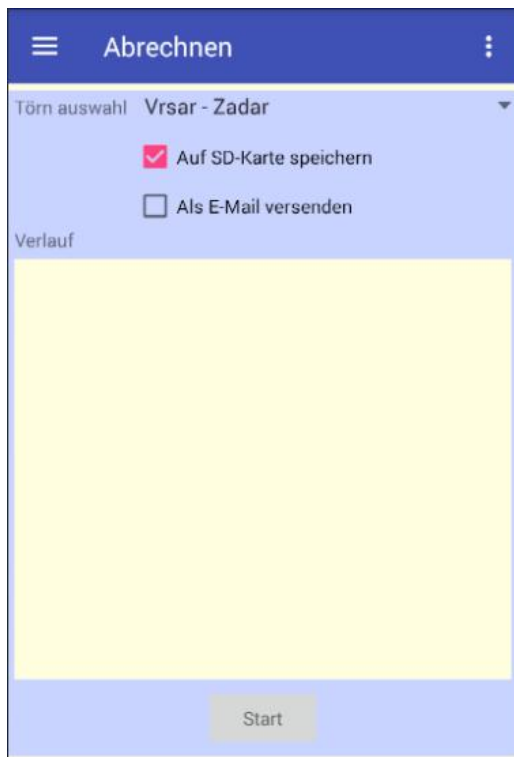 Abrechnen
Törn auswahl Vrsar - Zadar
Auf SD-Karte speichern
Als E-Mail versenden
Verlauf
Start